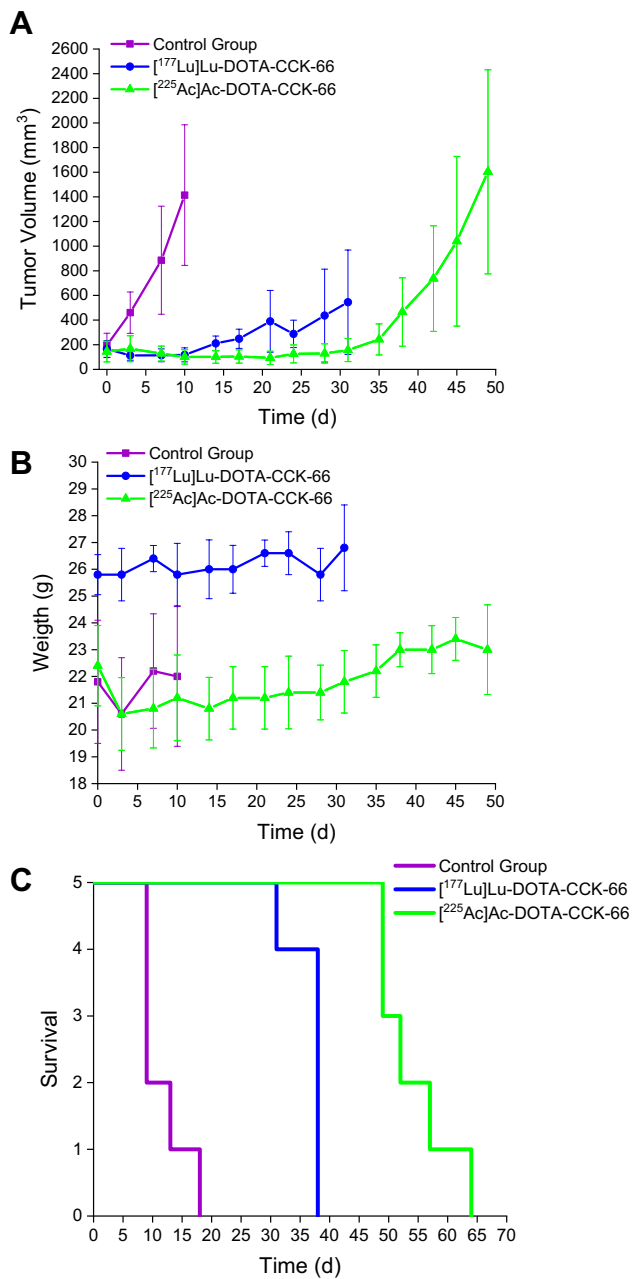 A
Control Group
[177Lu]Lu-DOTA-CCK-66
[225Ac]Ac-DOTA-CCK-66
2600
2400
2200
2000
1800
1600
1400
1200
1000
800
600
400
200
0
Tumor Volume (mm3)
0 5 10 15 20 25 30 35 40 45 50
Time (d)
B
Control Group
[177Lu]Lu-DOTA-CCK-66
[225Ac]Ac-DOTA-CCK-66
30
29
28
27
26
25
24
23
22
21
20
19
18
Weigth (g)
0 5 10 15 20 25 30 35 40 45 50
Time (d)
C
Control Group
[177Lu]Lu-DOTA-CCK-66
[225Ac]Ac-DOTA-CCK-66
5
4
3
2
1
0
Survival
0 5 10 15 20 25 30 35 40 45 50 55 60 65 70
Time (d)